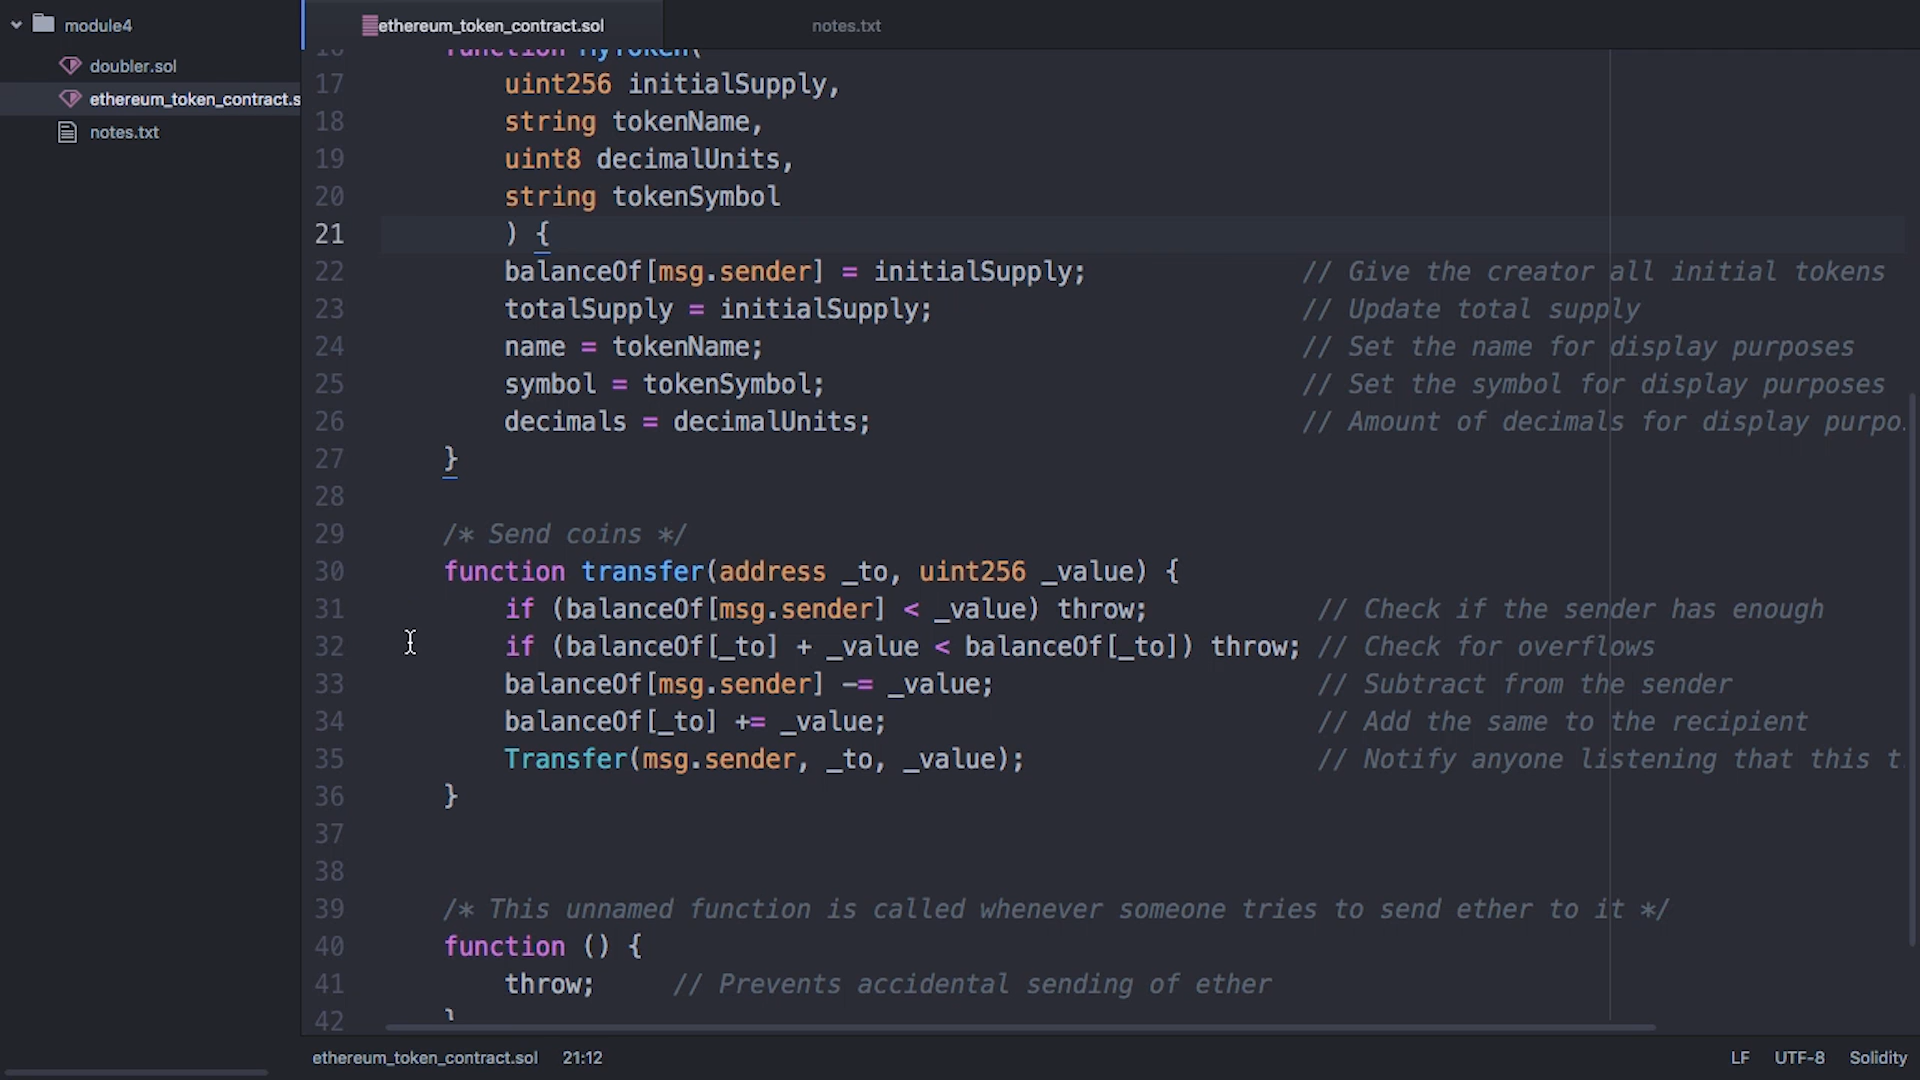 module4
doubler.sol
ethereum_token_contract.s
notes.txt
ethereum_token_contract.sol
notes.txt
16 function MyToken(
17 uint256 initialSupply,
18 string tokenName,
19 uint8 decimalUnits,
20 string tokenSymbol
21 ) {
22 balanceOf[msg.sender] = initialSupply; // Give the creator all initial tokens
23 totalSupply = initialSupply; // Update total supply
24 name = tokenName; // Set the name for display purposes
25 symbol = tokenSymbol; // Set the symbol for display purposes
26 decimals = decimalUnits; // Amount of decimals for display purpo
27 }
28
29 /* Send coins */
30 function transfer(address _to, uint256 _value) {
31 if (balanceOf[msg.sender] < _value) throw; // Check if the sender has enough
32 if (balanceOf[_to] + _value < balanceOf[_to]) throw; // Check for overflows
33 balanceOf[msg.sender] -= _value; // Subtract from the sender
34 balanceOf[_to] += _value; // Add the same to the recipient
35 Transfer(msg.sender, _to, _value); // Notify anyone listening that this t
36 }
37
38
39 /* This unnamed function is called whenever someone tries to send ether to it */
40 function () {
41 throw; // Prevents accidental sending of ether
42 }
ethereum_token_contract.sol 21:12 LF UTF-8 Solidity